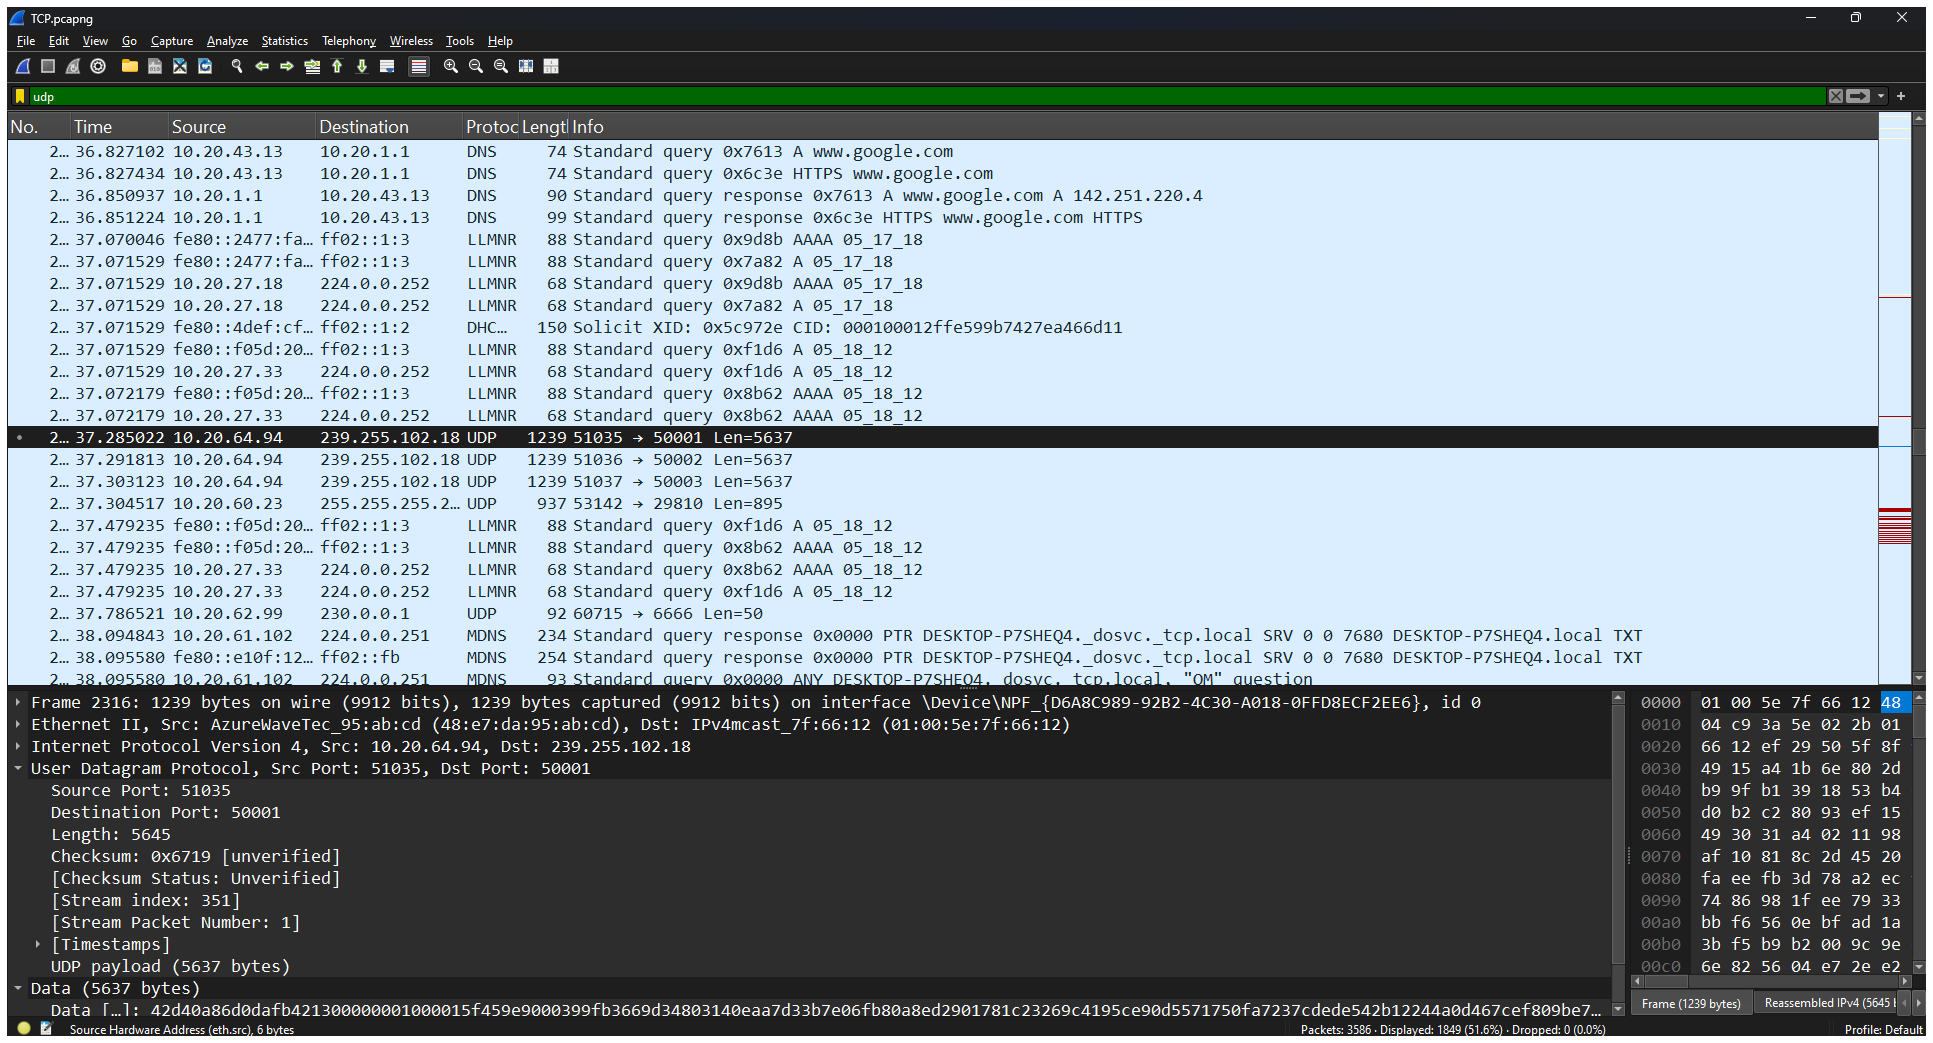 TCP.pcapng
File Edit View Go Capture Analyze Statistics Telephony Wireless Tools Help
udp
No. Time Source Destination Protoc Lengtl Info
2… 36.827102 10.20.43.13 10.20.1.1 DNS 74 Standard query 0x7613 A www.google.com
2… 36.827434 10.20.43.13 10.20.1.1 DNS 74 Standard query 0x6c3e HTTPS www.google.com
2… 36.850937 10.20.1.1 10.20.43.13 DNS 90 Standard query response 0x7613 A www.google.com A 142.251.220.4
2… 36.851224 10.20.1.1 10.20.43.13 DNS 99 Standard query response 0x6c3e HTTPS www.google.com HTTPS
2… 37.070046 fe80::2477:fa… ff02::1:3 LLMNR 88 Standard query 0x9d8b AAAA 05_17_18
2… 37.071529 fe80::2477:fa… ff02::1:3 LLMNR 88 Standard query 0x7a82 A 05_17_18
2… 37.071529 10.20.27.18 224.0.0.252 LLMNR 68 Standard query 0x9d8b AAAA 05_17_18
2… 37.071529 10.20.27.18 224.0.0.252 LLMNR 68 Standard query 0x7a82 A 05_17_18
2… 37.071529 fe80::4def:cf… ff02::1:2 DHC… 150 Solicit XID: 0x5c972e CID: 000100012ffe599b7427ea466d11
2… 37.071529 fe80::f05d:20… ff02::1:3 LLMNR 88 Standard query 0xf1d6 A 05_18_12
2… 37.071529 10.20.27.33 224.0.0.252 LLMNR 68 Standard query 0xf1d6 A 05_18_12
2… 37.072179 fe80::f05d:20… ff02::1:3 LLMNR 88 Standard query 0x8b62 AAAA 05_18_12
2… 37.072179 10.20.27.33 224.0.0.252 LLMNR 68 Standard query 0x8b62 AAAA 05_18_12
2… 37.285022 10.20.64.94 239.255.102.18 UDP 1239 51035 → 50001 Len=5637
2… 37.291813 10.20.64.94 239.255.102.18 UDP 1239 51036 → 50002 Len=5637
2… 37.303123 10.20.64.94 239.255.102.18 UDP 1239 51037 → 50003 Len=5637
2… 37.304517 10.20.60.23 255.255.255.2… UDP 937 53142 → 29810 Len=895
2… 37.479235 fe80::f05d:20… ff02::1:3 LLMNR 88 Standard query 0xf1d6 A 05_18_12
2… 37.479235 fe80::f05d:20… ff02::1:3 LLMNR 88 Standard query 0x8b62 AAAA 05_18_12
2… 37.479235 10.20.27.33 224.0.0.252 LLMNR 68 Standard query 0x8b62 AAAA 05_18_12
2… 37.479235 10.20.27.33 224.0.0.252 LLMNR 68 Standard query 0xf1d6 A 05_18_12
2… 37.786521 10.20.62.99 230.0.0.1 UDP 92 60715 → 6666 Len=50
2… 38.094843 10.20.61.102 224.0.0.251 MDNS 234 Standard query response 0x0000 PTR DESKTOP-P7SHEQ4._dosvc._tcp.local SRV 0 0 7680 DESKTOP-P7SHEQ4.local TXT
2… 38.095580 fe80::e10f:12… ff02::fb MDNS 254 Standard query response 0x0000 PTR DESKTOP-P7SHEQ4._dosvc._tcp.local SRV 0 0 7680 DESKTOP-P7SHEQ4.local TXT
2… 38.095580 10.20.61.102 224.0.0.251 MDNS 93 Standard query 0x0000 ANY DESKTOP-P7SHEQ4._dosvc._tcp.local, "QM" question
Frame 2316: 1239 bytes on wire (9912 bits), 1239 bytes captured (9912 bits) on interface \Device\NPF_{D6A8C989-92B2-4C30-A018-0FFD8ECF2EE6}, id 0
Ethernet II, Src: AzureWaveTec_95:ab:cd (48:e7:da:95:ab:cd), Dst: IPv4mcast_7f:66:12 (01:00:5e:7f:66:12)
Internet Protocol Version 4, Src: 10.20.64.94, Dst: 239.255.102.18
User Datagram Protocol, Src Port: 51035, Dst Port: 50001
Source Port: 51035
Destination Port: 50001
Length: 5645
Checksum: 0x6719 [unverified]
[Checksum Status: Unverified]
[Stream index: 351]
[Stream Packet Number: 1]
[Timestamps]
UDP payload (5637 bytes)
Data (5637 bytes)
Data […]: 42d40a86d0dafb421300000001000015f459e9000399fb3669d34803140eaa7d33b7e06fb80a8ed2901781c23269c4195ce90d5571750fa7237cdede542b12244a0d467cef809be7…
0000 01 00 5e 7f 66 12 48
0010 04 c9 3a 5e 02 2b 01
0020 66 12 ef 29 50 5f 8f
0030 49 15 a4 1b 6e 80 2d
0040 b9 9f b1 39 18 53 b4
0050 d0 b2 c2 80 93 ef 15
0060 49 30 31 a4 02 11 98
0070 af 10 81 8c 2d 45 20
0080 fa ee fb 3d 78 a2 ec
0090 74 86 98 1f ee 79 33
00a0 bb f6 56 0e bf ad 1a
00b0 3b f5 b9 b2 00 9c 9e
00c0 6e 82 56 04 e7 2e e2
Frame (1239 bytes) Reassembled IPv4 (5645 b
Source Hardware Address (eth.src), 6 bytes Packets: 3586 · Displayed: 1849 (51.6%) · Dropped: 0 (0.0%) Profile: Default